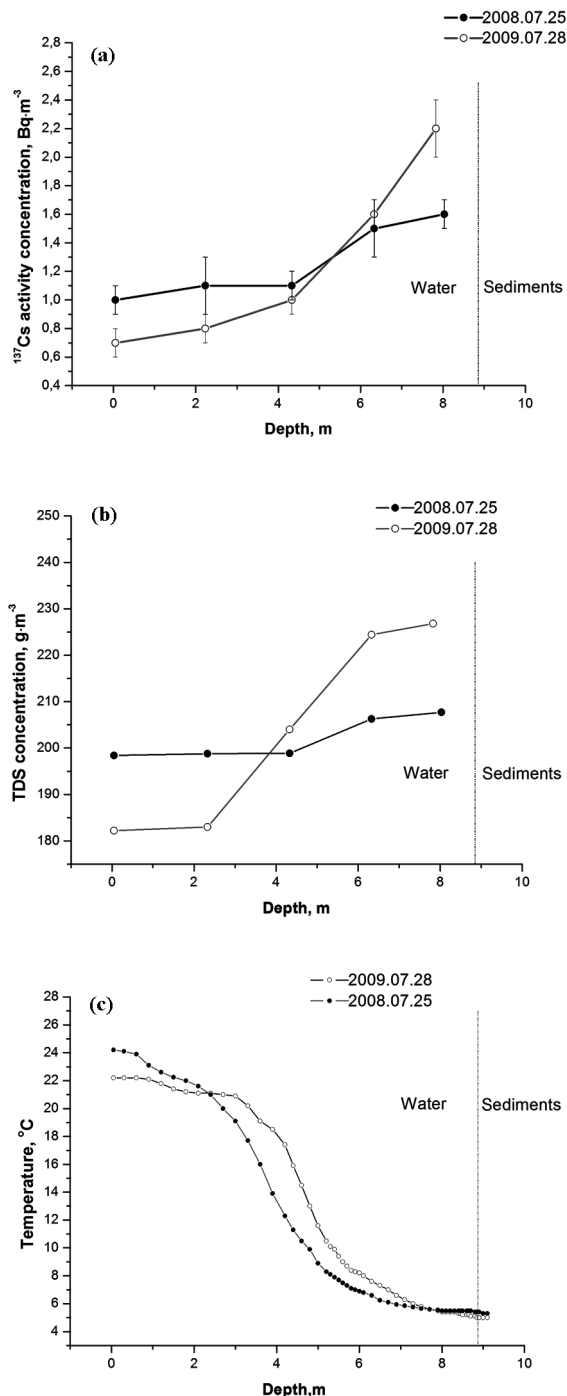 2008.07.25
2009.07.28
(a)
¹³⁷Cs activity concentration, Bq·m⁻³
2,8
2,6
2,4
2,2
2,0
1,8
1,6
1,4
1,2
1,0
0,8
0,6
0,4
Water
Sediments
0 2 4 6 8 10
Depth, m
(b)
2008.07.25
2009.07.28
TDS concentration, g·m⁻³
250
240
230
220
210
200
190
180
Water
Sediments
0 2 4 6 8 10
Depth, m
2009.07.28
2008.07.25
(c)
Temperature, °C
28
26
24
22
20
18
16
14
12
10
8
6
4
Water
Sediments
0 2 4 6 8 10
Depth,m